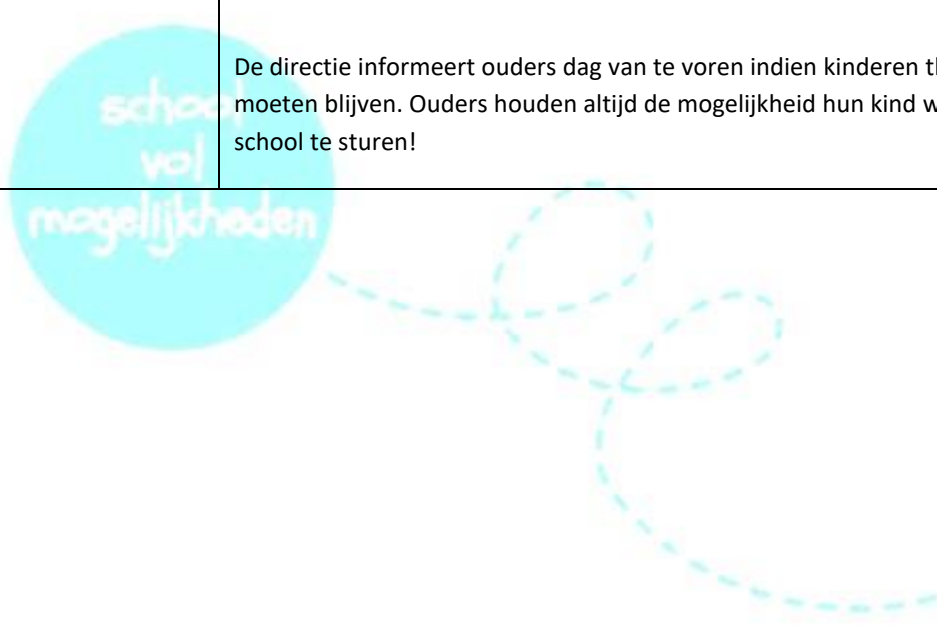 De directie informeert ouders dag van te voren indien kinderen
moeten blijven. Ouders houden altijd de mogelijkheid hun kind
school te sturen!
school
vol
mogelijkheden